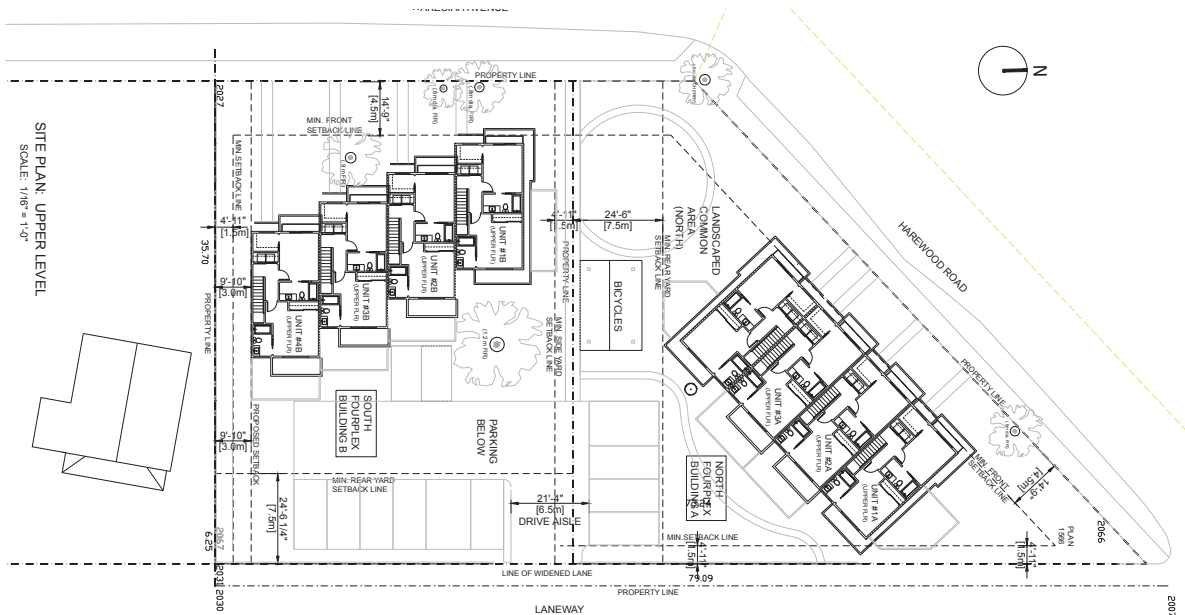 PROPERTY LINE
N
2027
14'-9"
[4.5m]
MIN. FRONT
SETBACK LINE
MIN.SETBACK LINE
SITE PLAN: UPPER LEVEL
SCALE: 1/16" = 1'-0"
4'-11"
[1.5m]
35.70
9'-10"
[3.0m]
PROPERTY LINE
UNIT #1B
(UPPER FLR)
UNIT #2B
(UPPER FLR)
UNIT #3B
(UPPER FLR)
UNIT #4B
(UPPER FLR)
4'-11"
[1.5m]
24'-6"
[7.5m]
PROPERTY LINE
MIN. REAR YARD
SETBACK LINE
LANDSCAPED
COMMON
AREA
(NORTH)
BICYCLES
MIN. SIDE YARD
SETBACK LINE
(1.2 m FIR)
HAREWOOD ROAD
PROPERTY LINE
UNIT #3A
(UPPER FLR)
UNIT #2A
(UPPER FLR)
UNIT #1A
(UPPER FLR)
SOUTH
FOURPLEX
BUILDING B
PARKING
BELOW
NORTH
FOURPLEX
BUILDING A
9'-10"
[3.0m]
PROPOSED SETBACK
MIN. REAR YARD
SETBACK LINE
24'-6 1/4"
[7.5m]
21'-4"
[6.5m]
DRIVE AISLE
MIN. FRONT
SETBACK LINE
14'-9"
[4.5m]
MIN.SETBACK LINE
4'-11"
[1.5m]
4'-11"
[1.5m]
PLAN
1566
2066
6.25
2067
2031
2030
LINE OF WIDENED LANE
79.09
PROPERTY LINE
LANEWAY